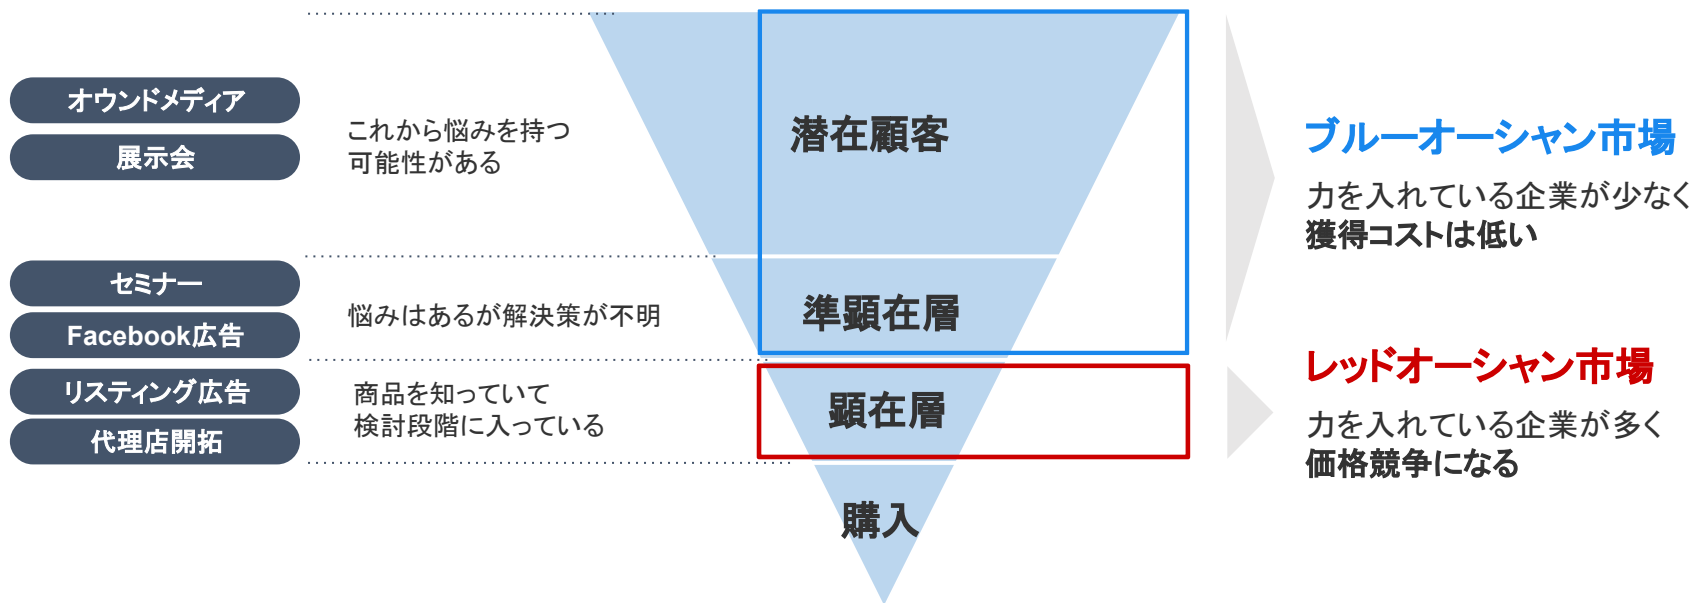 オウンドメディア
展示会
これから悩みを持つ
可能性がある
潜在顧客
ブルーオーシャン市場
力を入れている企業が少なく
獲得コストは低い
セミナー
Facebook広告
悩みはあるが解決策が不明
準顕在層
リスティング広告
代理店開拓
商品を知っていて
検討段階に入っている
顕在層
レッドオーシャン市場
力を入れている企業が多く
価格競争になる
購入